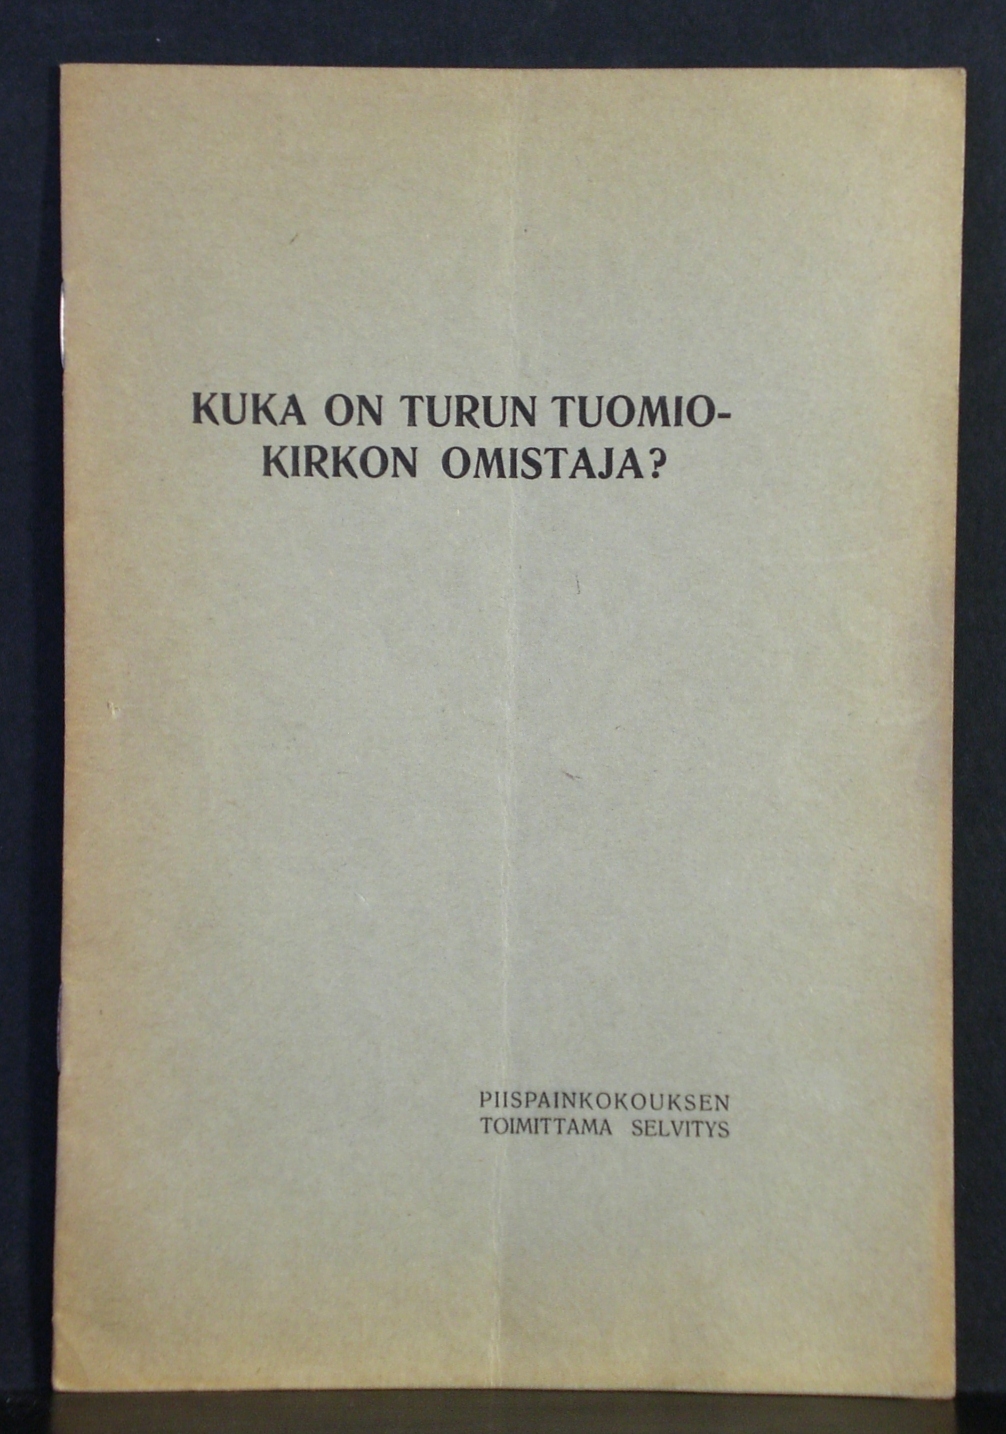 KUKA ON TURUN TUOMIO-
KIRKON OMISTAJA?
PIISPAINKOKOUKSEN
TOIMITTAMA SELVITYS